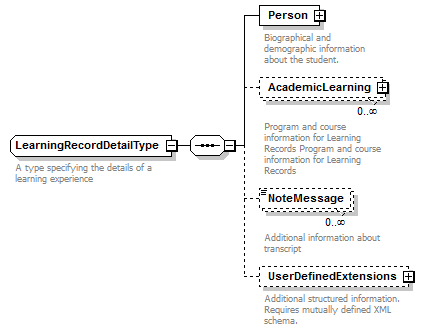 Person
Biographical and
demographic information
about the student.
AcademicLearning
0..∞
Program and course
information for Learning
Records Program and course
information for Learning
Records
LearningRecordDetailType
A type specifying the details of a
learning experience
NoteMessage
0..∞
Additional information about
transcript
UserDefinedExtensions
Additional structured information.
Requires mutually defined XML
schema.